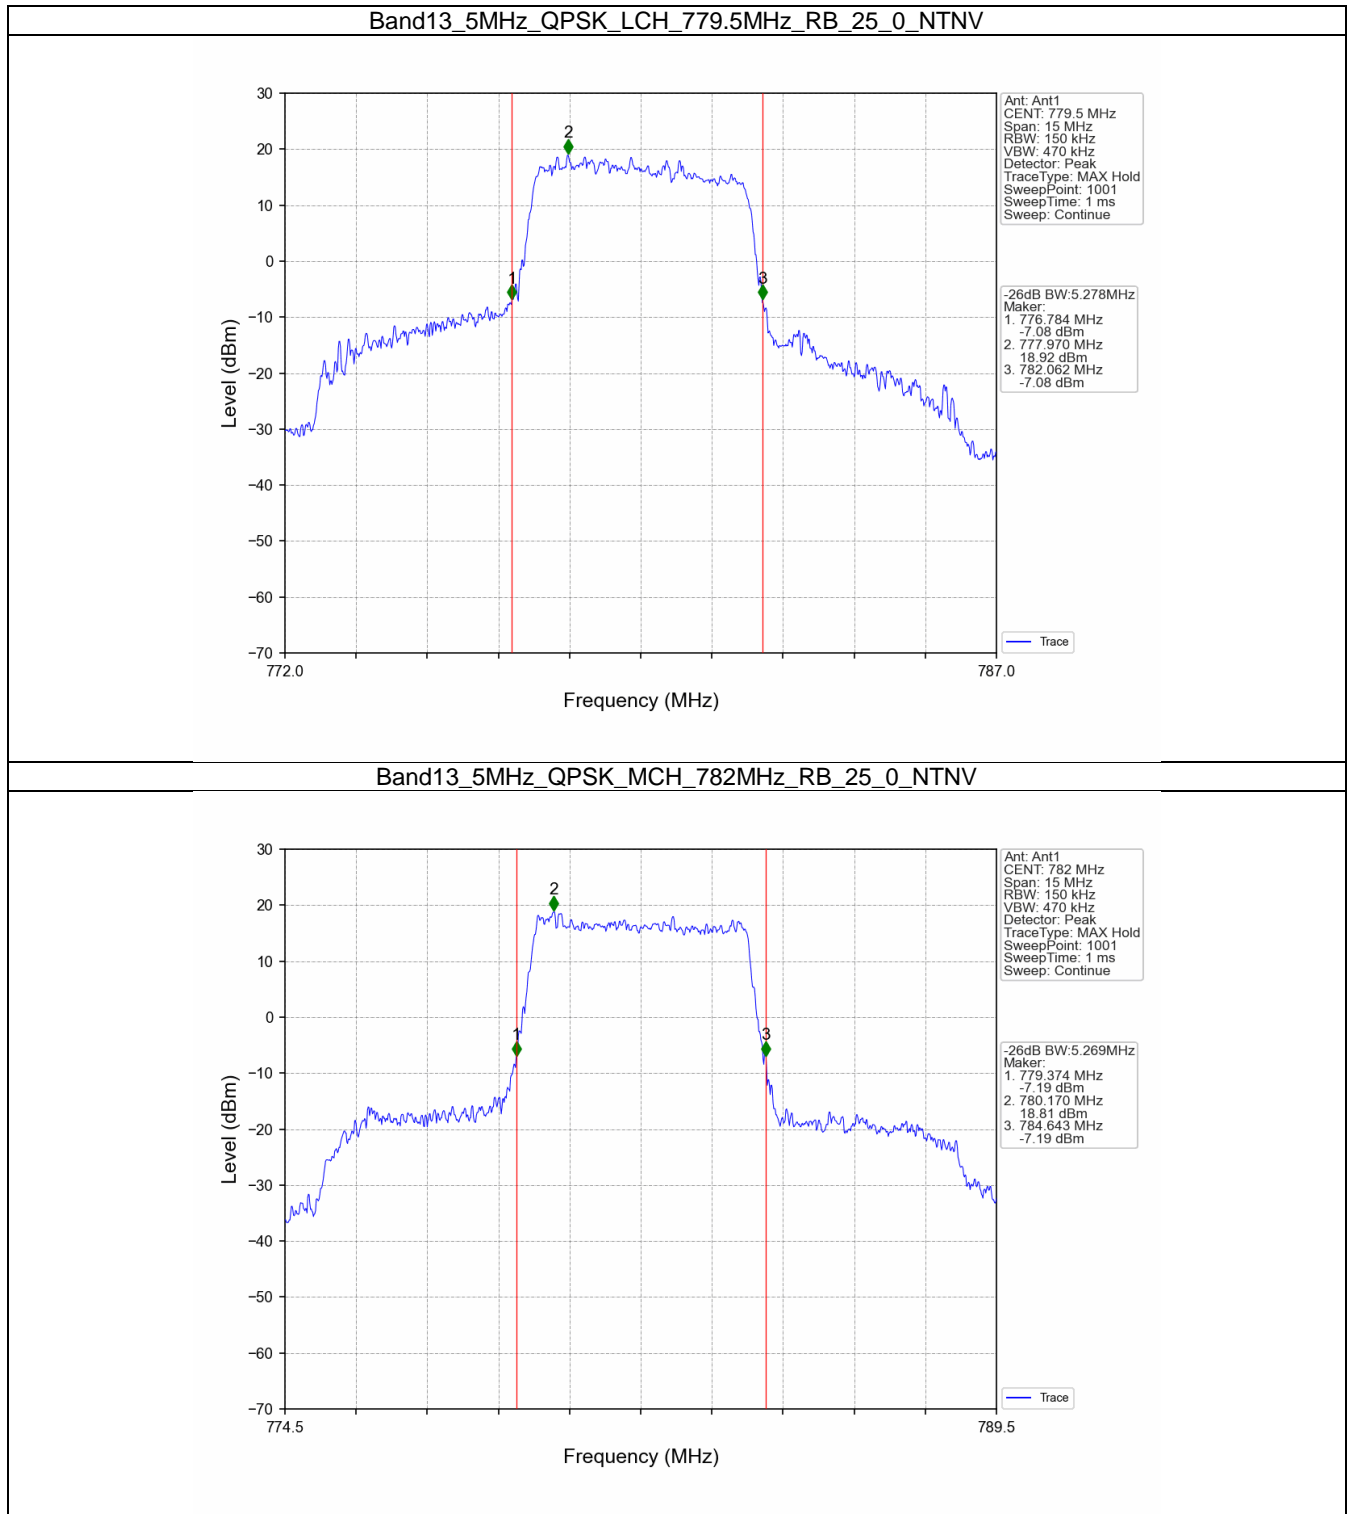 Band13_5MHz_QPSK_LCH_779.5MHz_RB_25_0_NTNV
30
20
10
0
−10
−20
−30
−40
−50
−60
−70
Level (dBm)
1
2
3
772.0
787.0
Frequency (MHz)
Ant: Ant1
CENT: 779.5 MHz
Span: 15 MHz
RBW: 150 kHz
VBW: 470 kHz
Detector: Peak
TraceType: MAX Hold
SweepPoint: 1001
SweepTime: 1 ms
Sweep: Continue
-26dB BW:5.278MHz
Maker:
1. 776.784 MHz
-7.08 dBm
2. 777.970 MHz
18.92 dBm
3. 782.062 MHz
-7.08 dBm
Trace
Band13_5MHz_QPSK_MCH_782MHz_RB_25_0_NTNV
30
20
10
0
−10
−20
−30
−40
−50
−60
−70
Level (dBm)
1
2
3
774.5
789.5
Frequency (MHz)
Ant: Ant1
CENT: 782 MHz
Span: 15 MHz
RBW: 150 kHz
VBW: 470 kHz
Detector: Peak
TraceType: MAX Hold
SweepPoint: 1001
SweepTime: 1 ms
Sweep: Continue
-26dB BW:5.269MHz
Maker:
1. 779.374 MHz
-7.19 dBm
2. 780.170 MHz
18.81 dBm
3. 784.643 MHz
-7.19 dBm
Trace